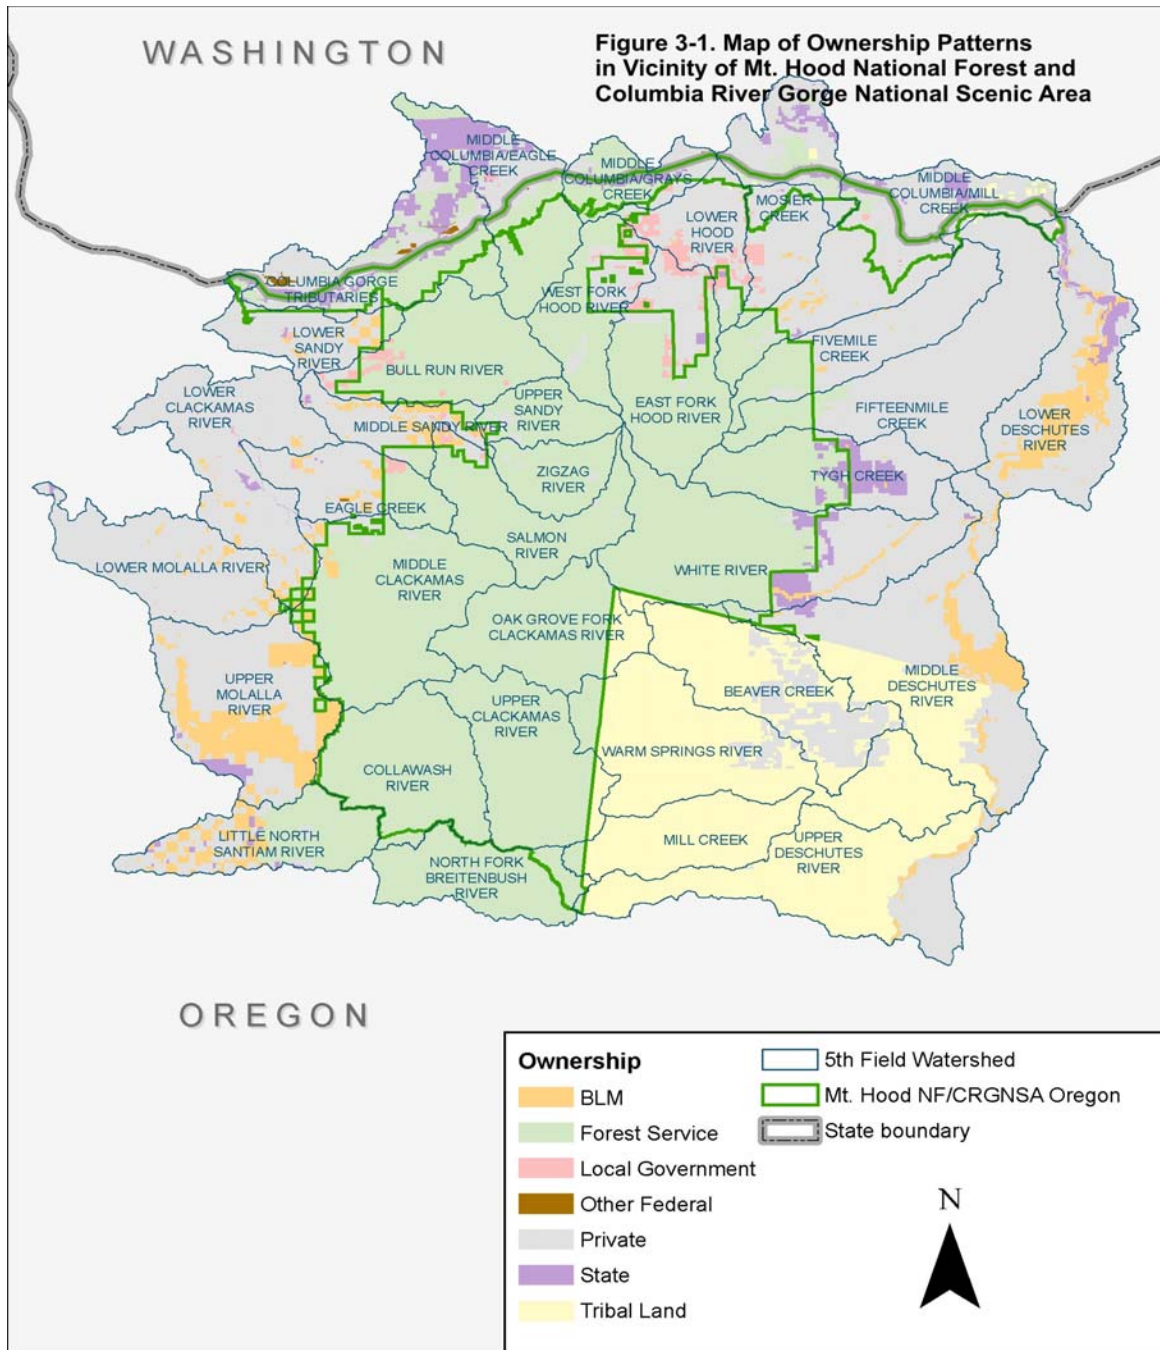 WASHINGTON
Figure 3-1. Map of Ownership Patterns
in Vicinity of Mt. Hood National Forest and
Columbia River Gorge National Scenic Area
MIDDLE
COLUMBIA/EAGLE
CREEK
MIDDLE
COLUMBIA/GRAYS
CREEK
MIDDLE
COLUMBIA/MILL
CREEK
MOSIER
CREEK
LOWER
HOOD
RIVER
COLUMBIA GORGE
TRIBUTARIES
WEST FORK
HOOD RIVER
LOWER
SANDY
RIVER
FIVEMILE
CREEK
BULL RUN RIVER
LOWER
CLACKAMAS
RIVER
UPPER
SANDY
RIVER
EAST FORK
HOOD RIVER
FIFTEENMILE
CREEK
LOWER
DESCHUTES
RIVER
MIDDLE SANDY RIVER
ZIGZAG
RIVER
TYGH CREEK
EAGLE CREEK
SALMON
RIVER
LOWER MOLALLA RIVER
MIDDLE
CLACKAMAS
RIVER
WHITE RIVER
OAK GROVE FORK
CLACKAMAS RIVER
UPPER
MOLALLA
RIVER
UPPER
CLACKAMAS
RIVER
BEAVER CREEK
MIDDLE
DESCHUTES
RIVER
WARM SPRINGS RIVER
COLLAWASH
RIVER
LITTLE NORTH
SANTIAM RIVER
NORTH FORK
BREITENBUSH
RIVER
MILL CREEK
UPPER
DESCHUTES
RIVER
OREGON
Ownership
BLM
Forest Service
Local Government
Other Federal
Private
State
Tribal Land
5th Field Watershed
Mt. Hood NF/CRGNSA Oregon
State boundary
N